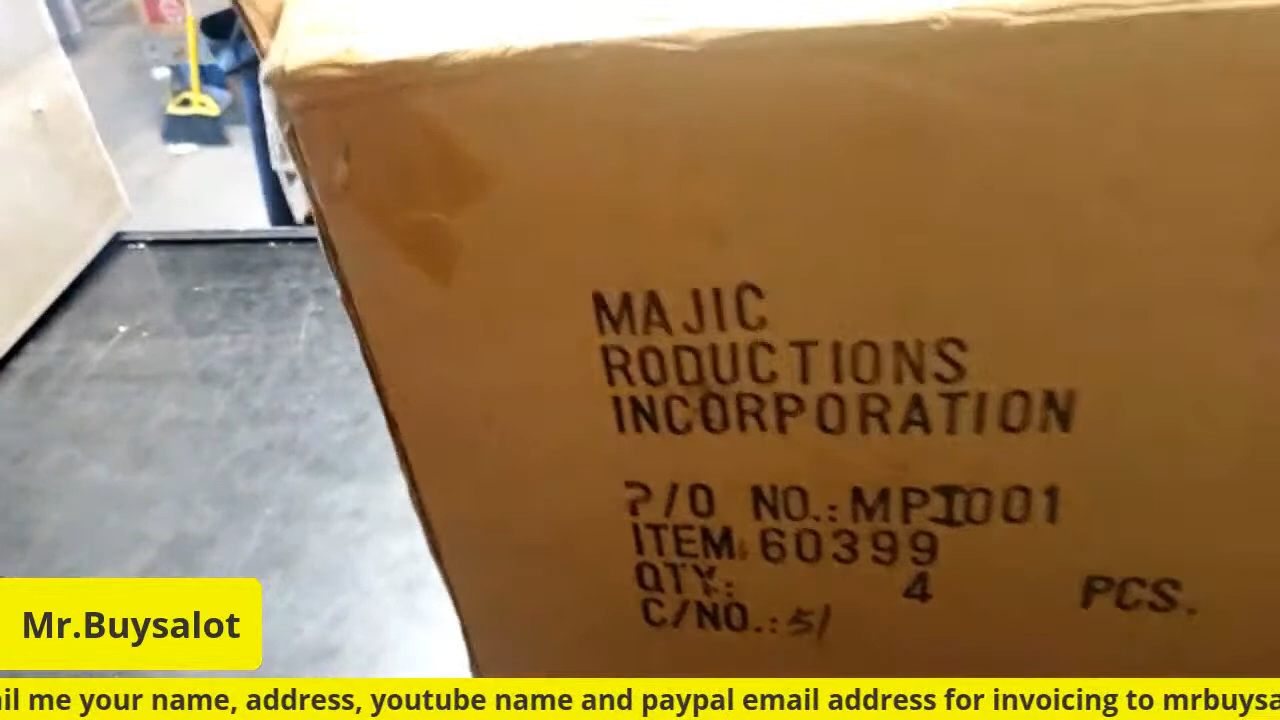 MAJIC
RODUCTIONS
INCORPORATION
P/O NO.: MPI001
ITEM: 60399
QTY.: 4 PCS.
C/NO.: 51
Mr.Buysalot
il me your name, address, youtube name and paypal email address for invoicing to mrbuysa